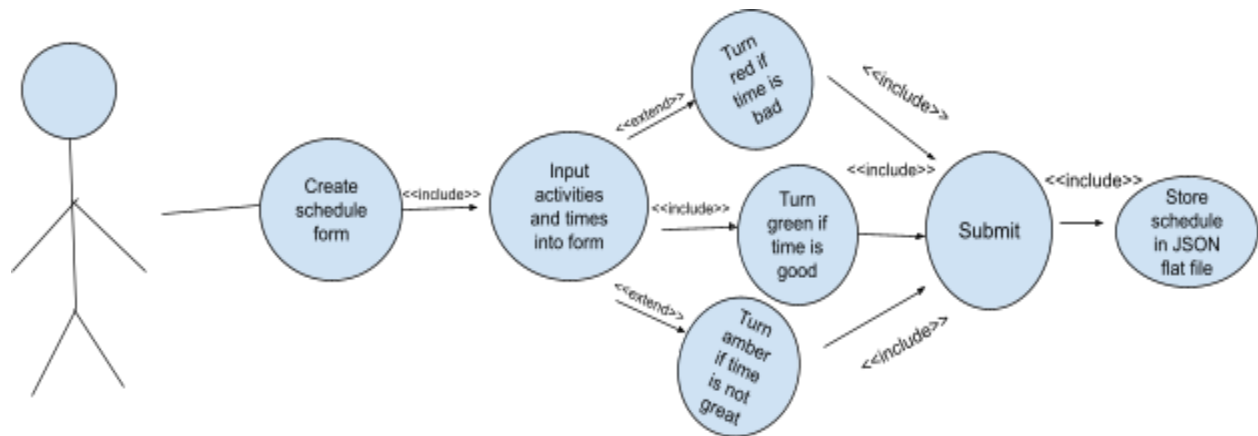 Create
schedule
form
<<include>>
Input
activities
and times
into form
<<extend>>
Turn
red if
time is
bad
<<include>>
<<include>>
Turn
green if
time is
good
<<include>>
<<extend>>
Turn
amber
if time
is not
great
<<include>>
Submit
<<include>>
Store
schedule
in JSON
flat file